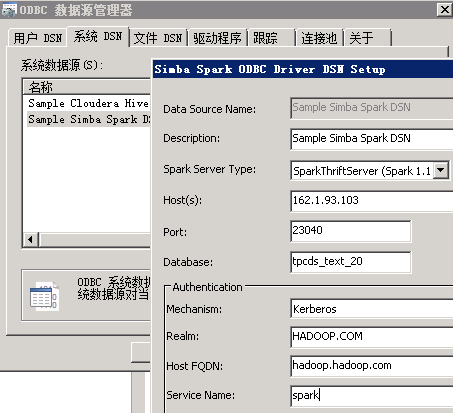 ODBC 数据源管理器
用户 DSN 系统 DSN 文件 DSN 驱动程序 跟踪 连接池 关于
系统数据源(S):
名称
Sample Cloudera Hive
Sample Simba Spark DS
ODBC 系统数据
统数据源对当
Simba Spark ODBC Driver DSN Setup
Data Source Name: Sample Simba Spark DSN
Description: Sample Simba Spark DSN
Spark Server Type: SparkThriftServer (Spark 1.1
Host(s): 162.1.93.103
Port: 23040
Database: tpcds_text_20
Authentication
Mechanism: Kerberos
Realm: HADOOP.COM
Host FQDN: hadoop.hadoop.com
Service Name: spark